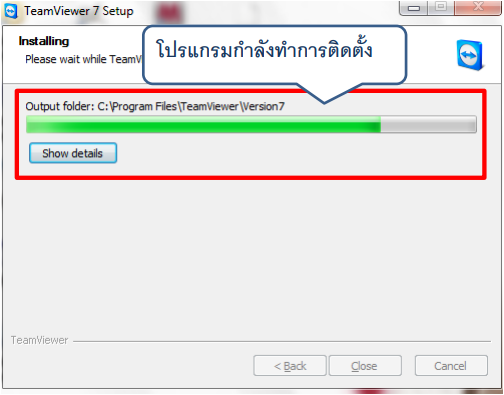 TeamViewer 7 Setup
Installing
Please wait while Team
โปรแกรมกำลังทำการติดตั้ง
Output folder: C:\Program Files\TeamViewer\Version7
Show details
TeamViewer
< Back
Close
Cancel